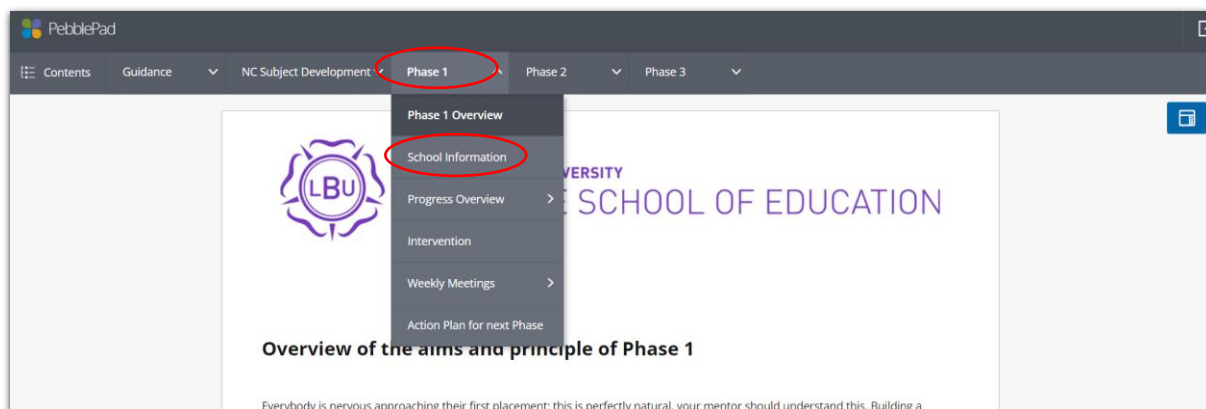 PebblePad
Contents Guidance NC Subject Development Phase 1 Phase 2 Phase 3
Phase 1 Overview
School Information
Progress Overview
Intervention
Weekly Meetings
Action Plan for next Phase
LBU
VERSITY
SCHOOL OF EDUCATION
Overview of the aims and principle of Phase 1
Everybody is nervous approaching their first placement; this is perfectly natural, your mentor should understand this. Building a